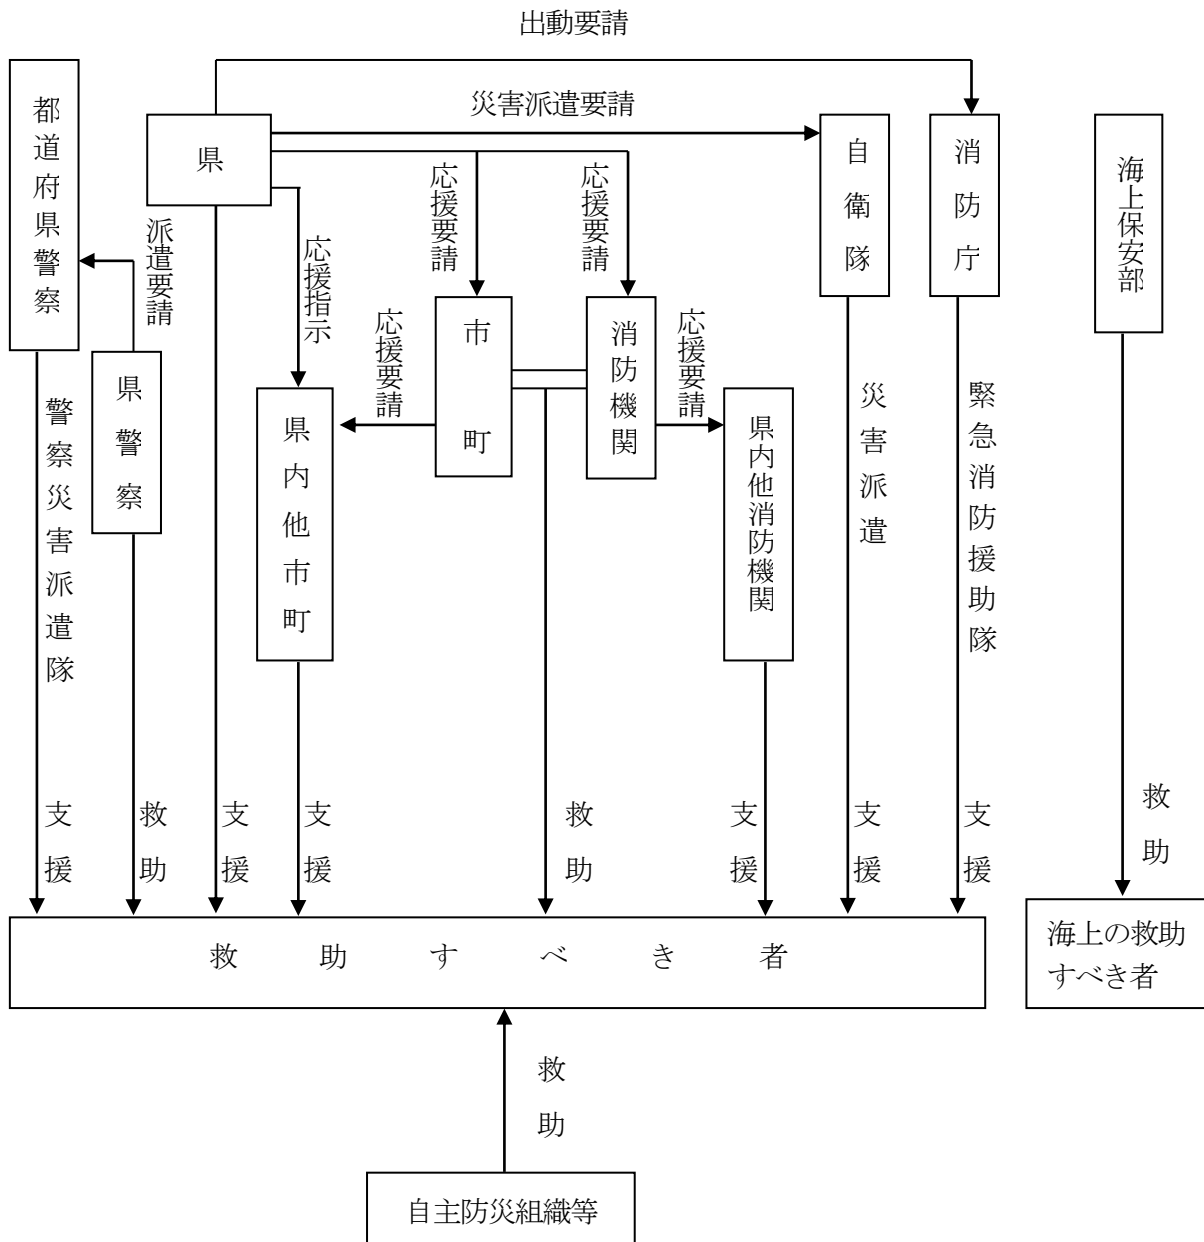 出動要請
都道府県警察
県
災害派遣要請
自衛隊
消防庁
海上保安部
派遣要請
応援指示
応援要請
応援要請
県警察
市町
消防機関
応援要請
応援要請
県内他市町
県内他消防機関
警察災害派遣隊
災害派遣
緊急消防援助隊
支援
救助
支援
支援
救助
支援
支援
支援
救助
救助すべき者
海上の救助
すべき者
救助
自主防災組織等